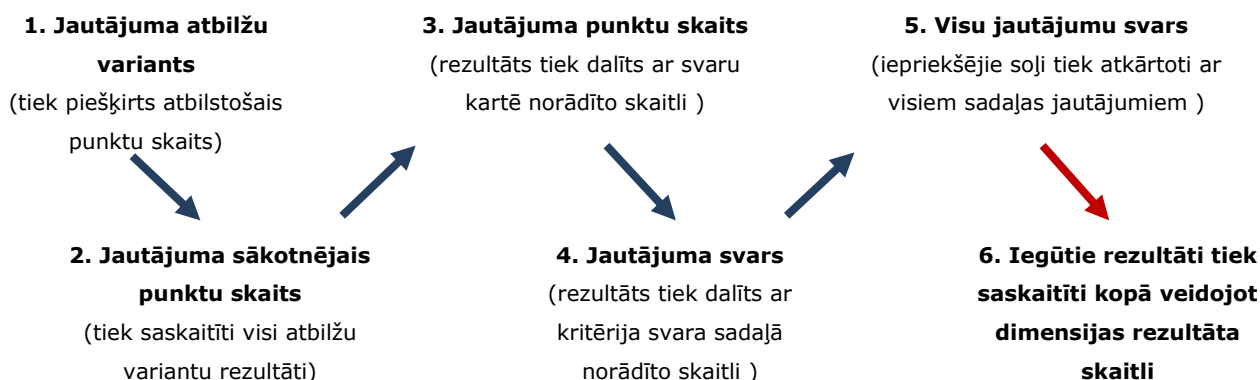 1. Jautājuma atbilžu
variants
(tiek piešķirts atbilstošais
punktu skaits)
2. Jautājuma sākotnējais
punktu skaits
(tiek saskaitīti visi atbilžu
variantu rezultāti)
3. Jautājuma punktu skaits
(rezultāts tiek dalīts ar svaru
kartē norādīto skaitli )
4. Jautājuma svars
(rezultāts tiek dalīts ar
kritērija svara sadaļā
norādīto skaitli )
5. Visu jautājumu svars
(iepriekšējie soļi tiek atkārtoti ar
visiem sadaļas jautājumiem )
6. Iegūtie rezultāti tiek
saskaitīti kopā veidojot
dimensijas rezultāta
skaitli